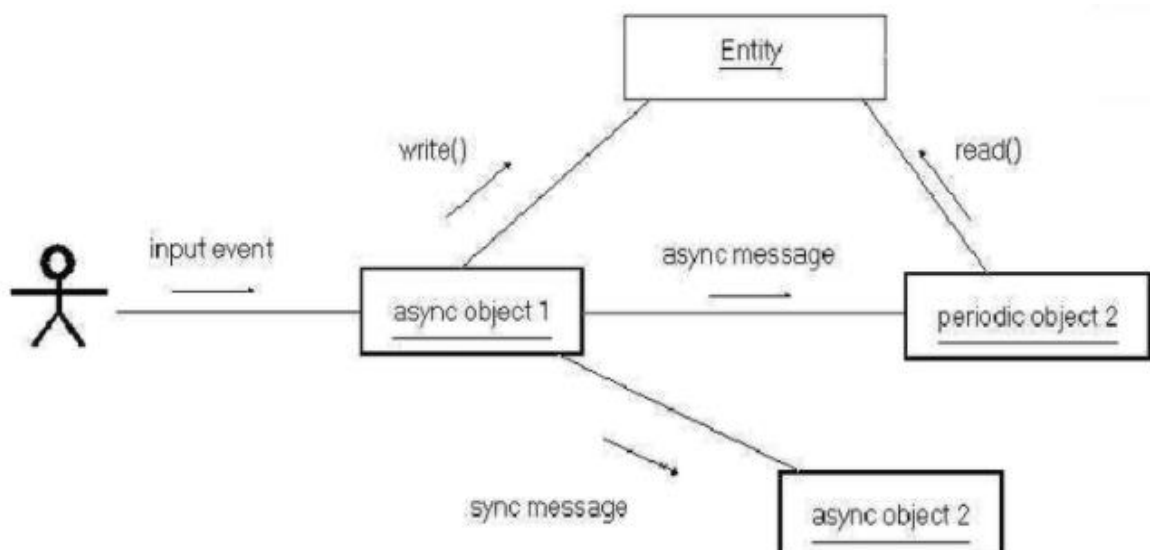 Entity
write()
read()
input event
async message
async object 1
periodic object 2
sync message
async object 2